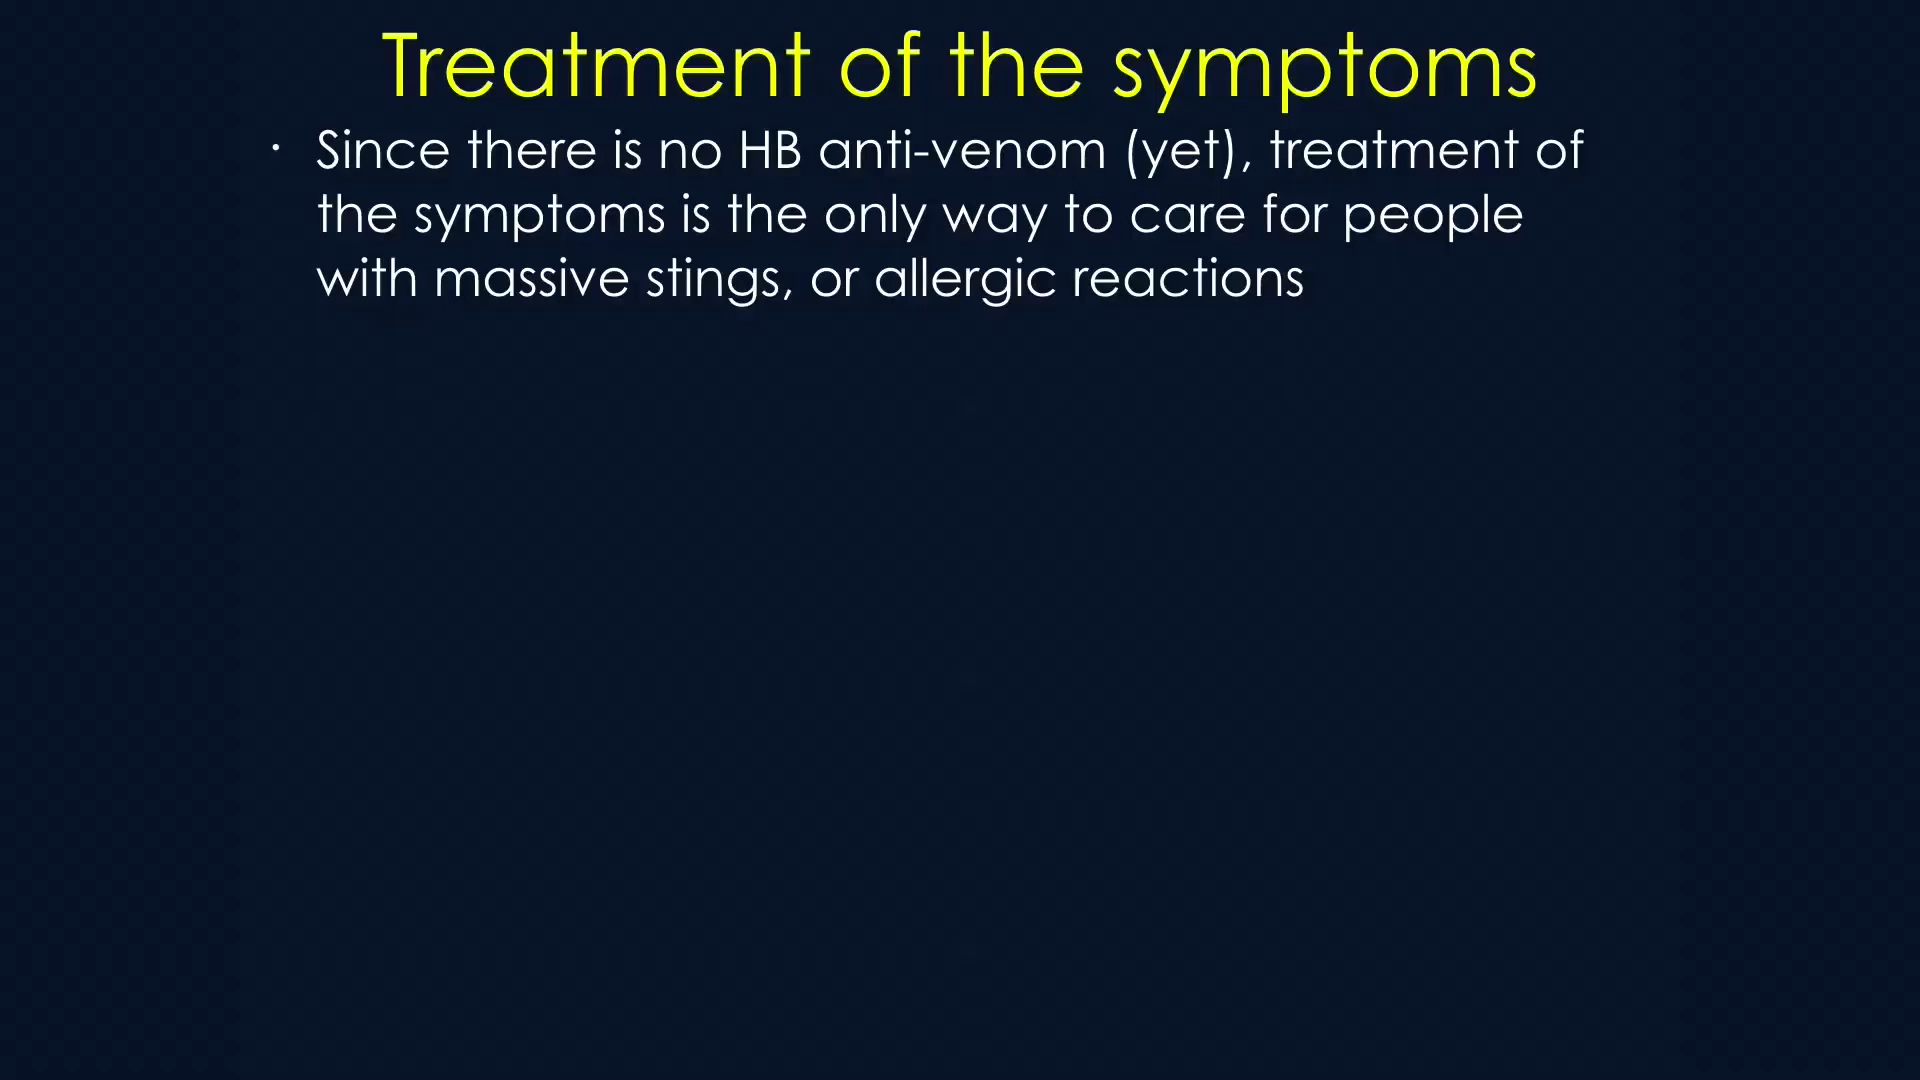 Treatment of the symptoms
· Since there is no HB anti-venom (yet), treatment of
the symptoms is the only way to care for people
with massive stings, or allergic reactions